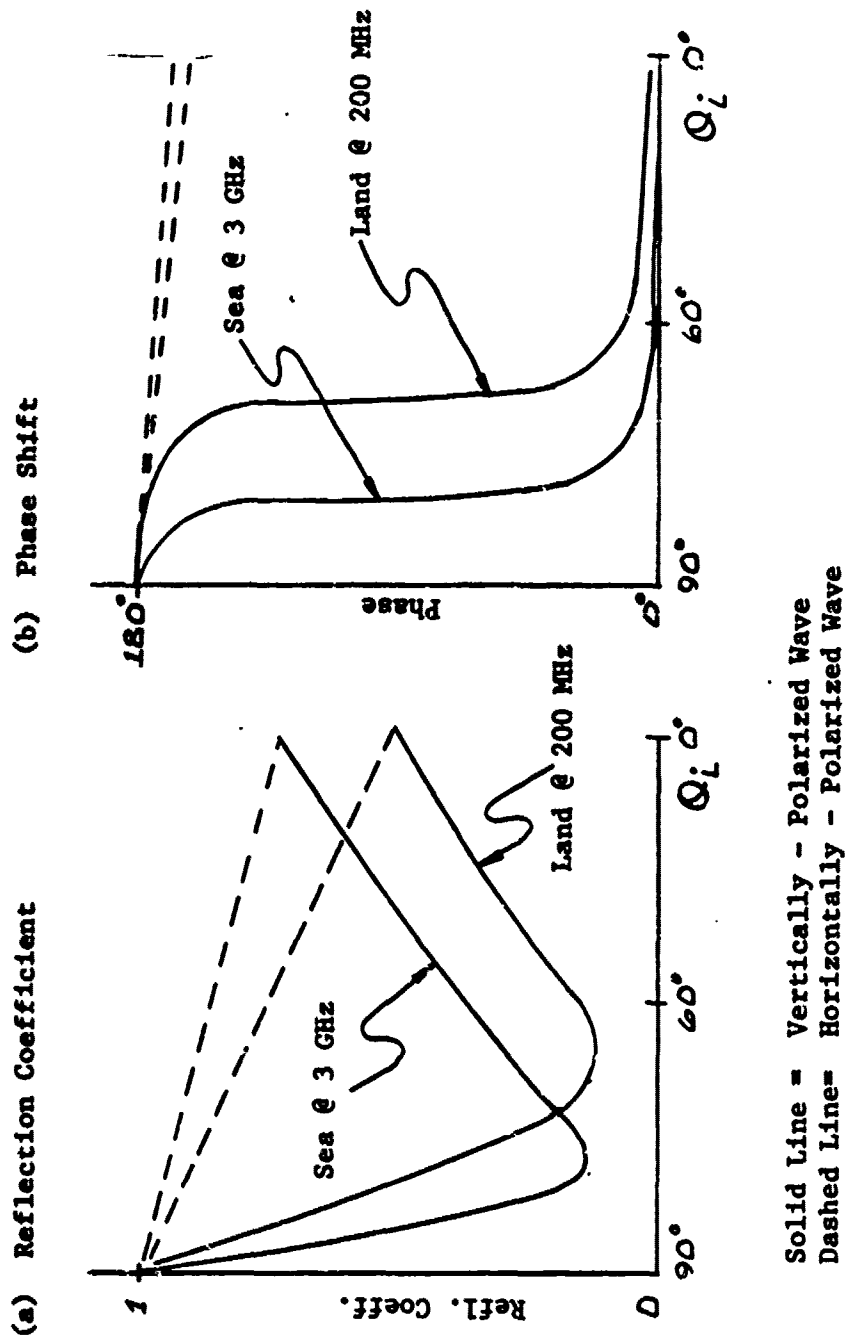 (a) Reflection Coefficient
1
Refl. Coeff.
0
90°
60°
0°
Θi
Sea @ 3 GHz
Land @ 200 MHz
(b) Phase Shift
180°
Phase
0°
90°
60°
0°
Θi
Sea @ 3 GHz
Land @ 200 MHz
Solid Line = Vertically - Polarized Wave
Dashed Line= Horizontally - Polarized Wave